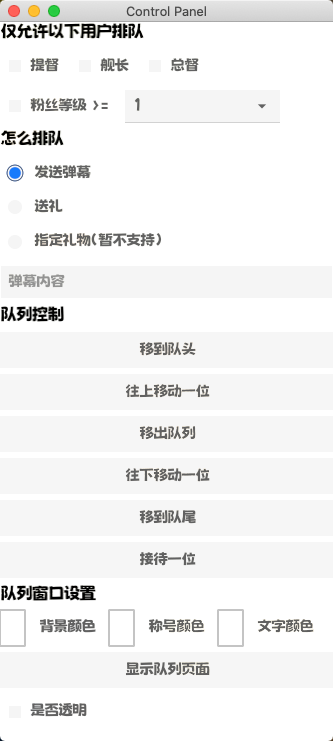 Control Panel
仅允许以下用户排队
提督 舰长 总督
粉丝等级 >= 1
怎么排队
发送弹幕
送礼
指定礼物(暂不支持)
弹幕内容
队列控制
移到队头
往上移动一位
移出队列
往下移动一位
移到队尾
接待一位
队列窗口设置
背景颜色 称号颜色 文字颜色
显示队列页面
是否透明